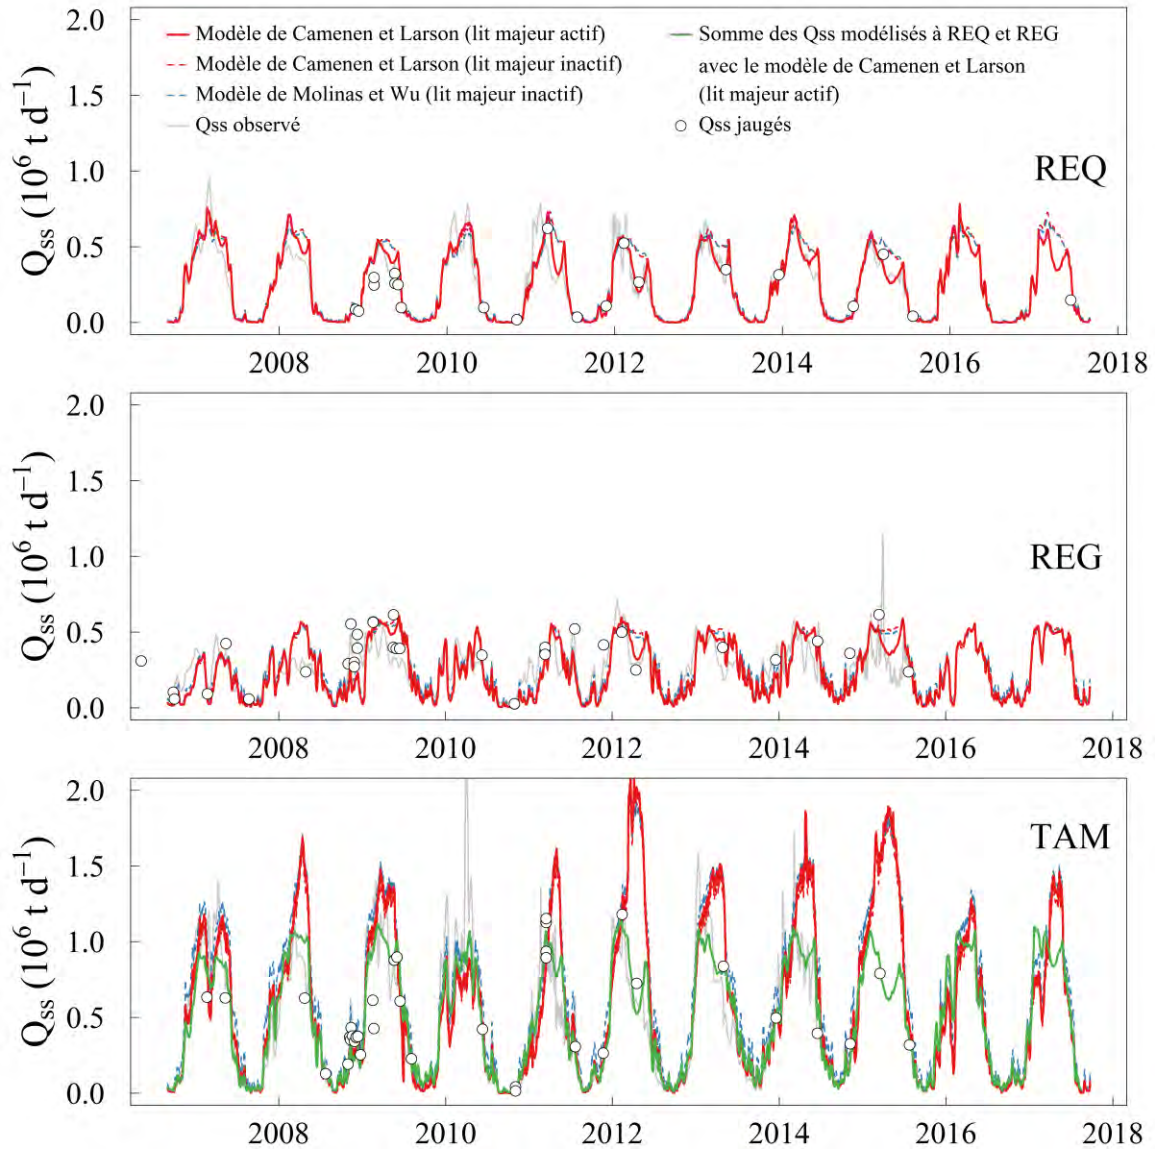 2.0
Modèle de Camenen et Larson (lit majeur actif)
Modèle de Camenen et Larson (lit majeur inactif)
Modèle de Molinas et Wu (lit majeur inactif)
Qss observé
Somme des Qss modélisés à REQ et REG
avec le modèle de Camenen et Larson
(lit majeur actif)
Qss jaugés
1.5
1.0
0.5
0.0
Qss (10⁶ t d⁻¹)
REQ
2008 2010 2012 2014 2016 2018
2.0
1.5
1.0
0.5
0.0
Qss (10⁶ t d⁻¹)
REG
2008 2010 2012 2014 2016 2018
2.0
1.5
1.0
0.5
0.0
Qss (10⁶ t d⁻¹)
TAM
2008 2010 2012 2014 2016 2018